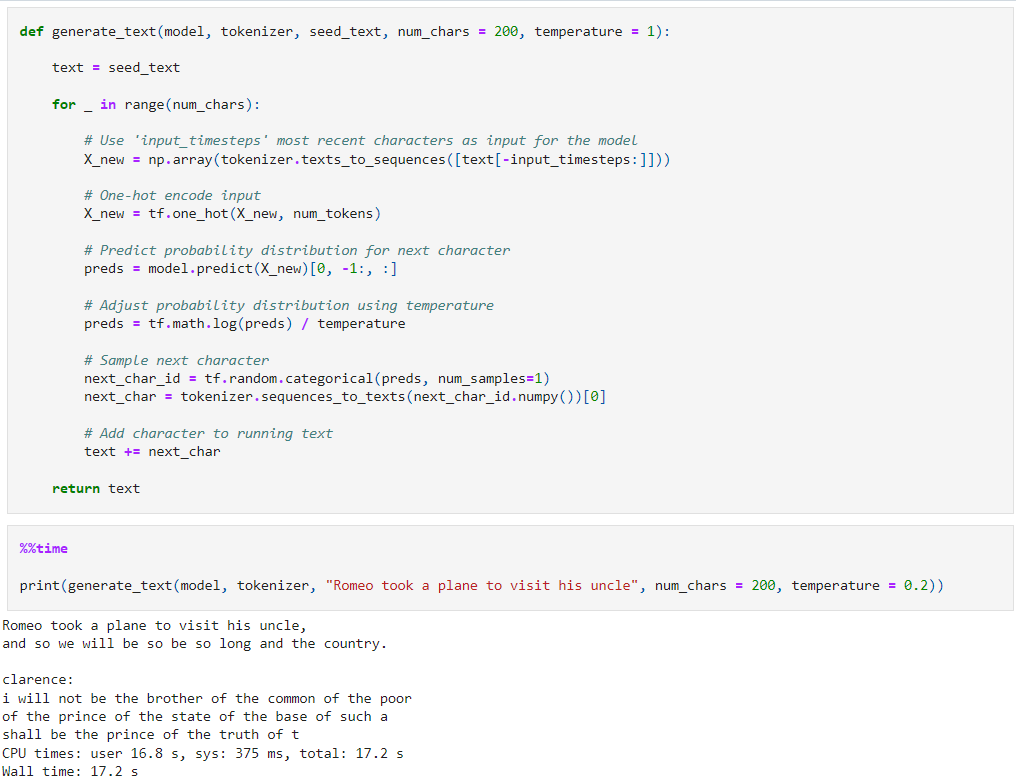 def generate_text(model, tokenizer, seed_text, num_chars = 200, temperature = 1):
text = seed_text
for _ in range(num_chars):
# Use 'input_timesteps' most recent characters as input for the model
X_new = np.array(tokenizer.texts_to_sequences([text[-input_timesteps:]]))
# One-hot encode input
X_new = tf.one_hot(X_new, num_tokens)
# Predict probability distribution for next character
preds = model.predict(X_new)[0, -1:, :]
# Adjust probability distribution using temperature
preds = tf.math.log(preds) / temperature
# Sample next character
next_char_id = tf.random.categorical(preds, num_samples=1)
next_char = tokenizer.sequences_to_texts(next_char_id.numpy())[0]
# Add character to running text
text += next_char
return text
%%time
print(generate_text(model, tokenizer, "Romeo took a plane to visit his uncle", num_chars = 200, temperature = 0.2))
Romeo took a plane to visit his uncle,
and so we will be so be so long and the country.
clarence:
i will not be the brother of the common of the poor
of the prince of the state of the base of such a
shall be the prince of the truth of t
CPU times: user 16.8 s, sys: 375 ms, total: 17.2 s
Wall time: 17.2 s